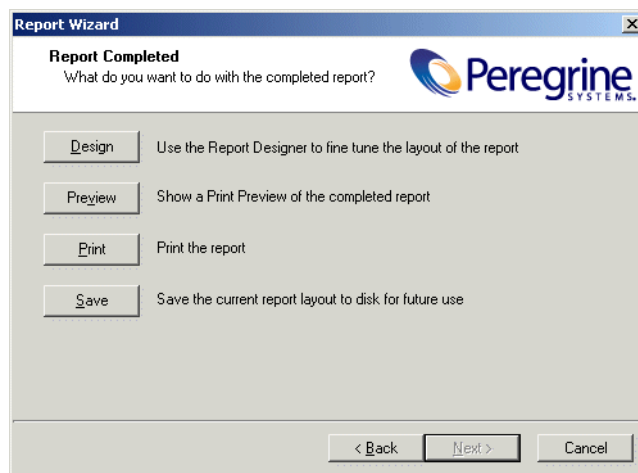 Report Wizard
Report Completed
What do you want to do with the completed report?
Peregrine
SYSTEMS.
Design
Use the Report Designer to fine tune the layout of the report
Preview
Show a Print Preview of the completed report
Print
Print the report
Save
Save the current report layout to disk for future use
< Back
Next >
Cancel